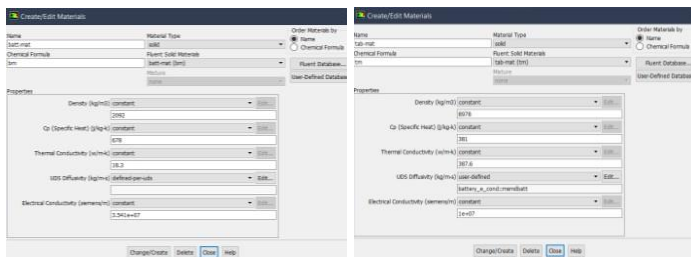 Create/Edit Materials
Name
batt-mat
Material Type
solid
Order Materials by
Name
Chemical Formula
Chemical Formula
bm
Fluent Solid Materials
batt-mat (bm)
Mixture
none
Fluent Database...
User-Defined Database
Properties
Density (kg/m3) constant Edit...
2092
Cp (Specific Heat) (j/kg-k) constant Edit...
678
Thermal Conductivity (w/m-k) constant Edit...
18.2
UDS Diffusivity (kg/m-s) defined-per-uds Edit...
Electrical Conductivity (siemens/m) constant Edit...
3.541e+07
Change/Create Delete Close Help
Create/Edit Materials
Name
tab-mat
Material Type
solid
Order Materials by
Name
Chemical Formula
Chemical Formula
tm
Fluent Solid Materials
tab-mat (tm)
Mixture
none
Fluent Database...
User-Defined Databas
Properties
Density (kg/m3) constant Edit...
8978
Cp (Specific Heat) (j/kg-k) constant Edit...
381
Thermal Conductivity (w/m-k) constant Edit...
387.6
UDS Diffusivity (kg/m-s) user-defined Edit...
battery_e_cond::msmdbatt
Electrical Conductivity (siemens/m) constant Edit...
1e+07
Change/Create Delete Close Help